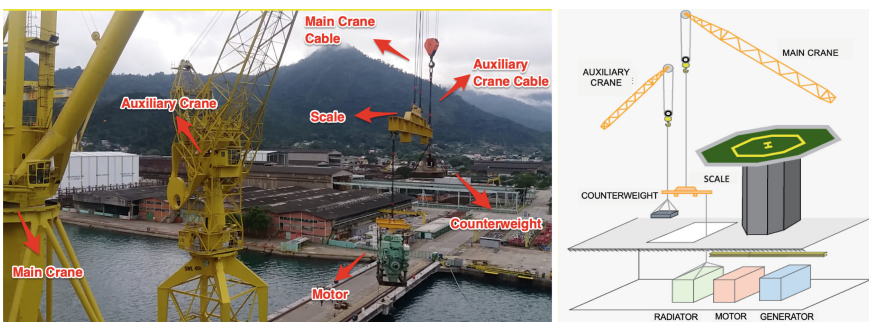 Main Crane
Cable
Auxiliary
Crane Cable
Auxiliary Crane
Scale
Counterweight
Main Crane
Motor
MAIN CRANE
AUXILIARY
CRANE :
H
SCALE
COUNTERWEIGHT
RADIATOR
MOTOR
GENERATOR